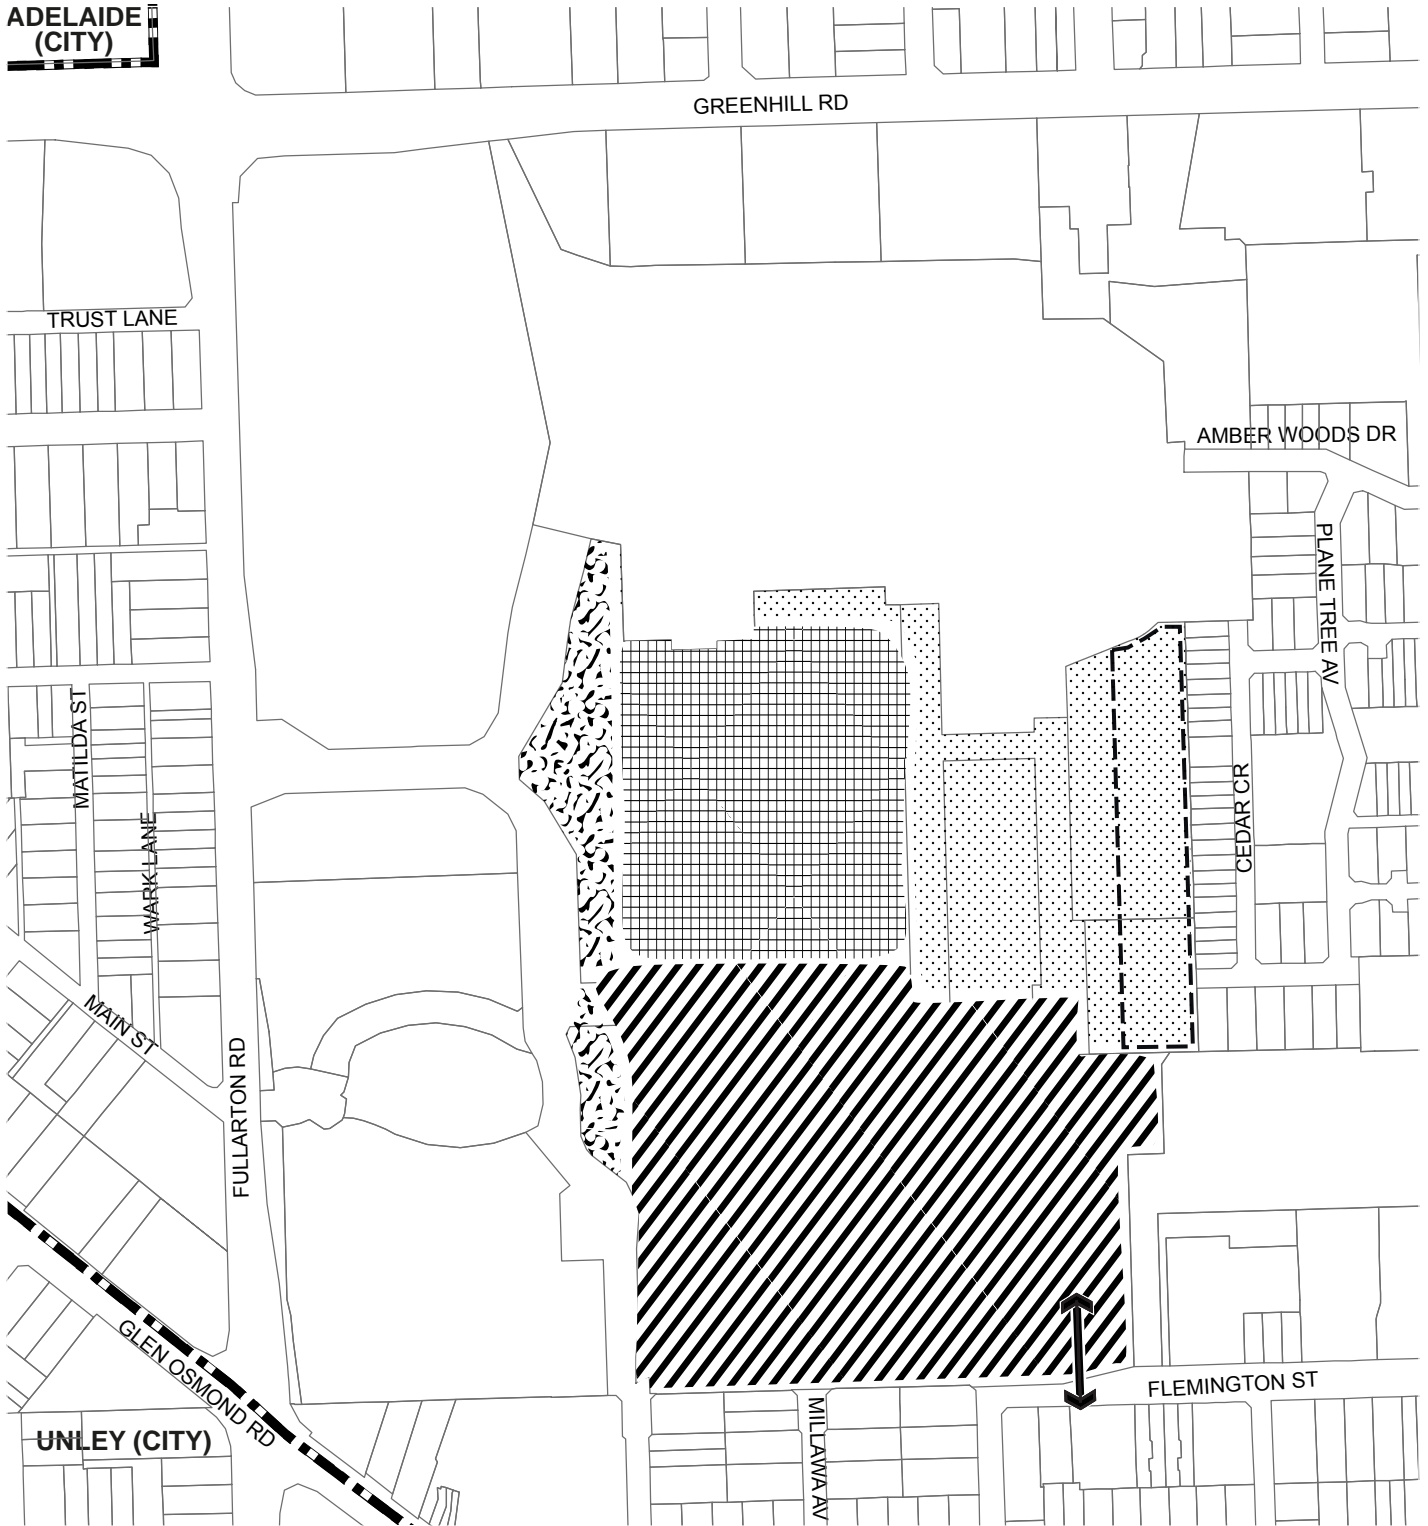 ADELAIDE
(CITY)
GREENHILL RD
TRUST LANE
AMBER WOODS DR
PLANE TREE AV
MATILDA ST
WARK LANE
CEDAR CR
MAIN ST
FULLARTON RD
GLEN OSMOND RD
FLEMINGTON ST
MILLAWA AV
UNLEY (CITY)